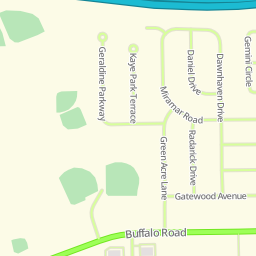 Geraldine Parkway
Kaye Park Terrace
Daniel Drive
Dawnhaven Drive
Gemini Circle
Miramar Road
Radarick Drive
Green Acre Lane
Gatewood Avenue
Buffalo Road